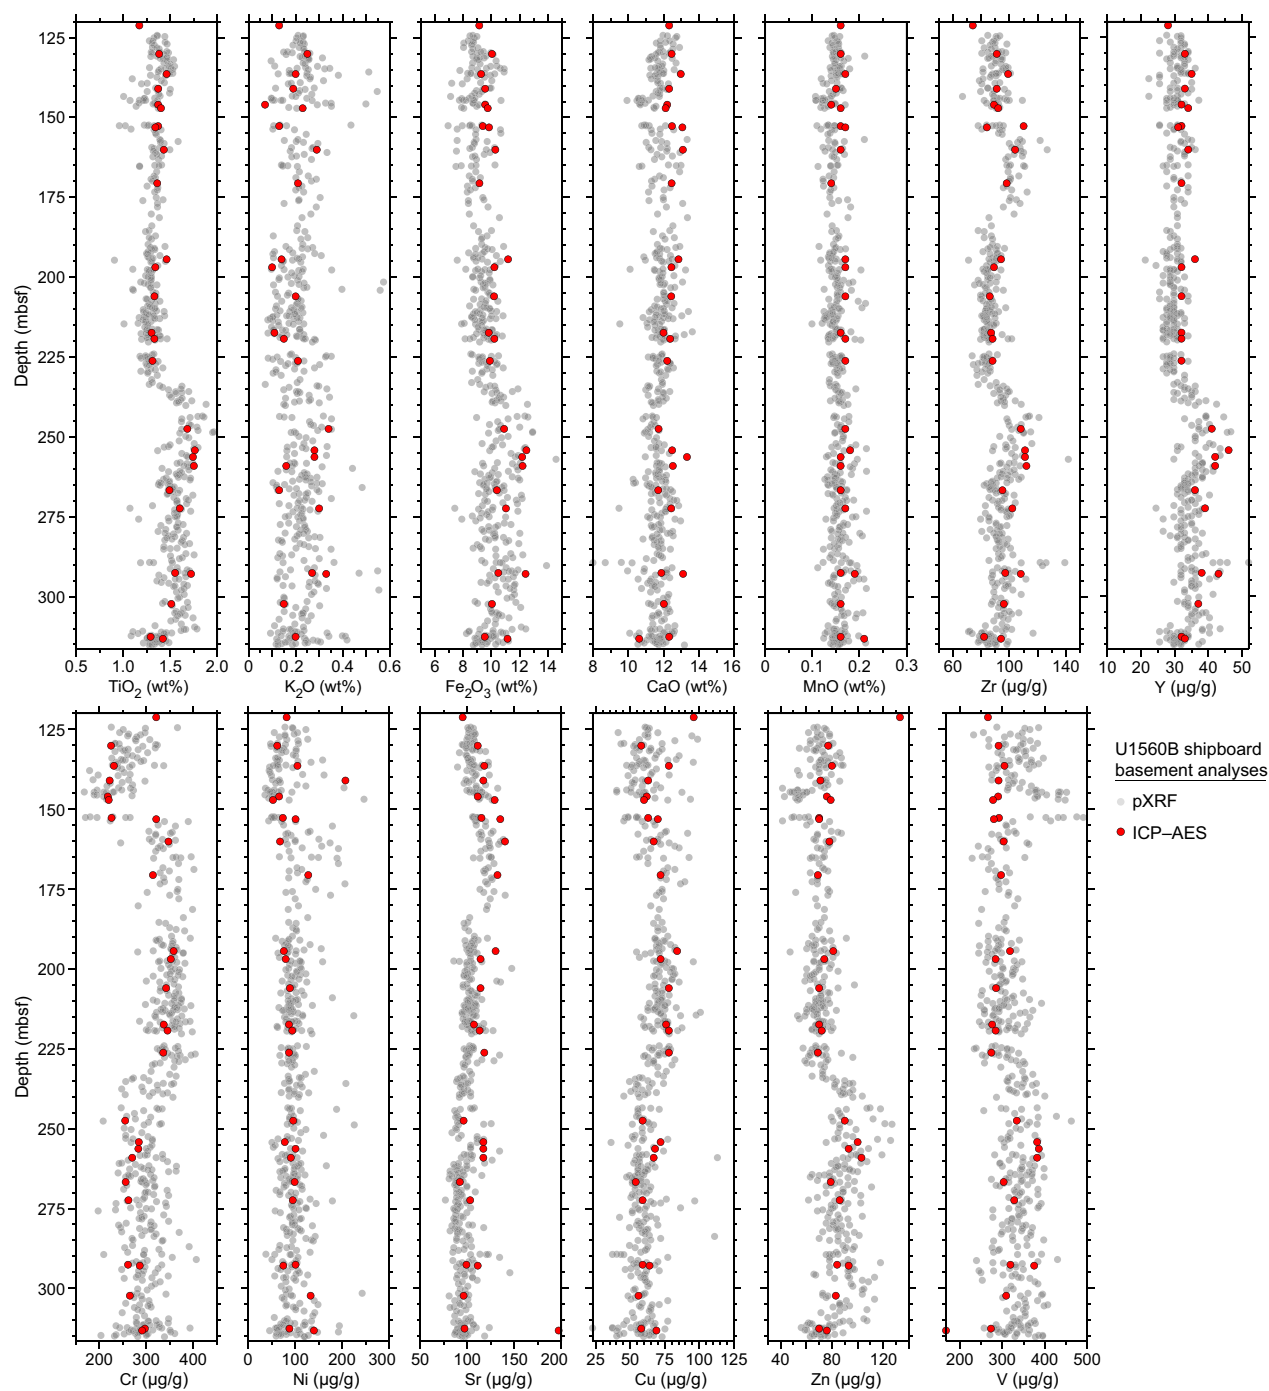 125
150
175
200
225
250
275
300
Depth (mbsf)
0.5 1.0 1.5 2.0
TiO2 (wt%)
0 0.2 0.4 0.6
K2O (wt%)
6 8 10 12 14
Fe2O3 (wt%)
8 10 12 14 16
CaO (wt%)
0 0.1 0.2 0.3
MnO (wt%)
60 100 140
Zr (µg/g)
10 20 30 40 50
Y (µg/g)
125
150
175
200
225
250
275
300
Depth (mbsf)
200 300 400
Cr (µg/g)
0 100 200 300
Ni (µg/g)
50 100 150 200
Sr (µg/g)
25 50 75 100 125
Cu (µg/g)
40 80 120
Zn (µg/g)
200 300 400 500
V (µg/g)
U1560B shipboard
basement analyses
pXRF
ICP–AES